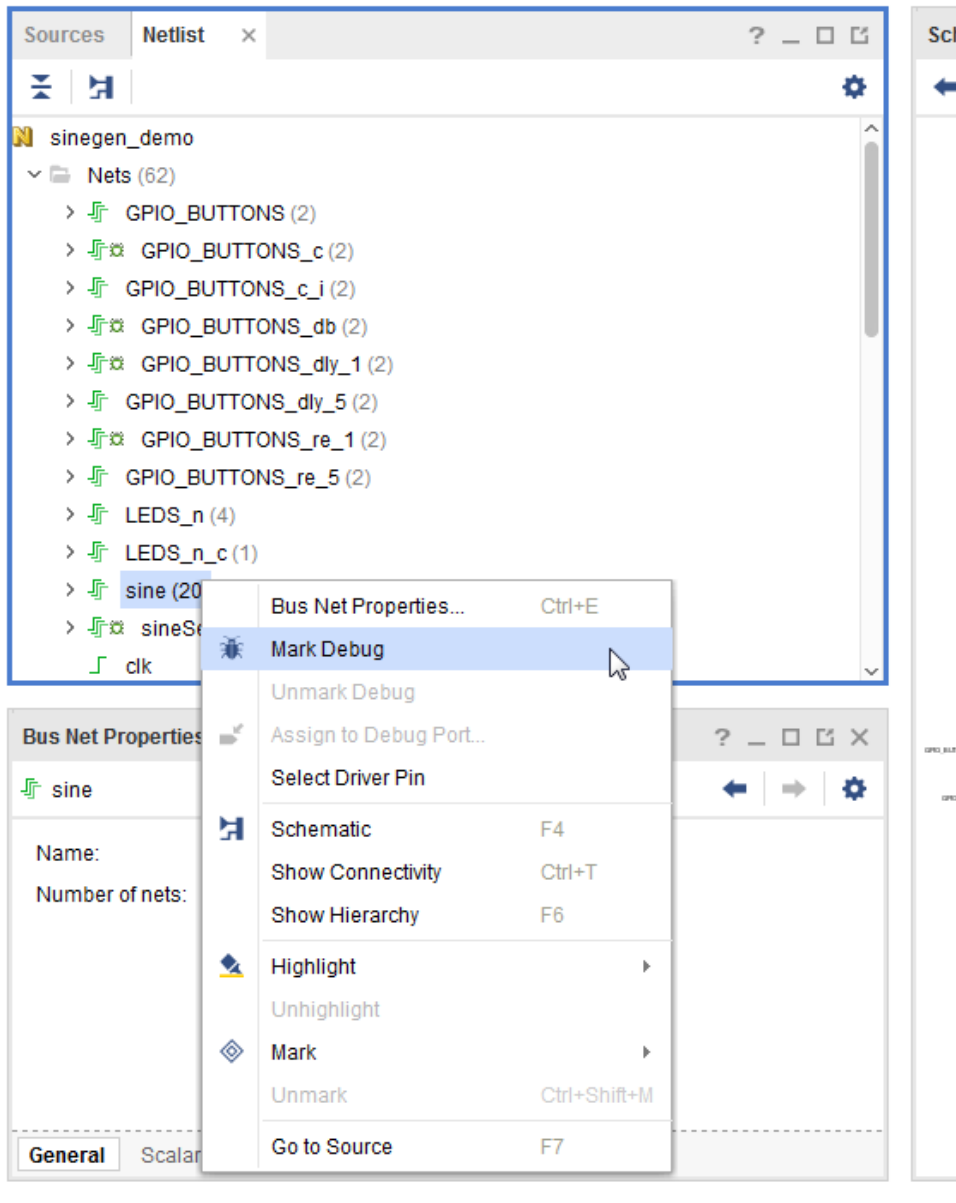 Sources Netlist
sinegen_demo
Nets (62)
GPIO_BUTTONS (2)
GPIO_BUTTONS_c (2)
GPIO_BUTTONS_c_i (2)
GPIO_BUTTONS_db (2)
GPIO_BUTTONS_dly_1 (2)
GPIO_BUTTONS_dly_5 (2)
GPIO_BUTTONS_re_1 (2)
GPIO_BUTTONS_re_5 (2)
LEDS_n (4)
LEDS_n_c (1)
sine (20
sineSe
clk
Bus Net Properties... Ctrl+E
Mark Debug
Unmark Debug
Assign to Debug Port...
Select Driver Pin
Schematic F4
Show Connectivity Ctrl+T
Show Hierarchy F6
Highlight
Unhighlight
Mark
Unmark Ctrl+Shift+M
Go to Source F7
Bus Net Properties
sine
Name:
Number of nets:
General Scalar